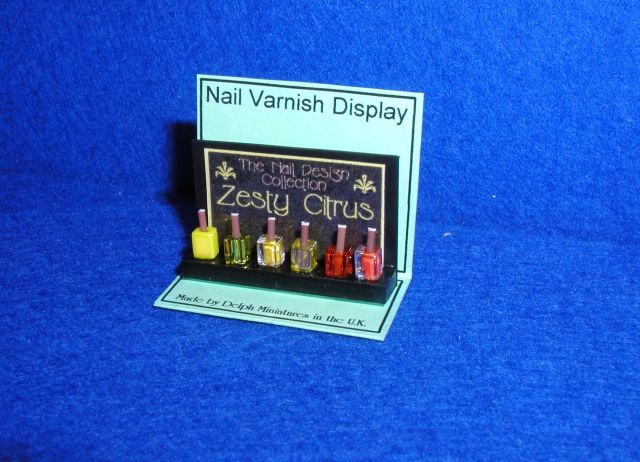 Nail Varnish Display
The Nail Design
Collection
Zesty Citrus
Made by Delph Miniatures in the U.K.